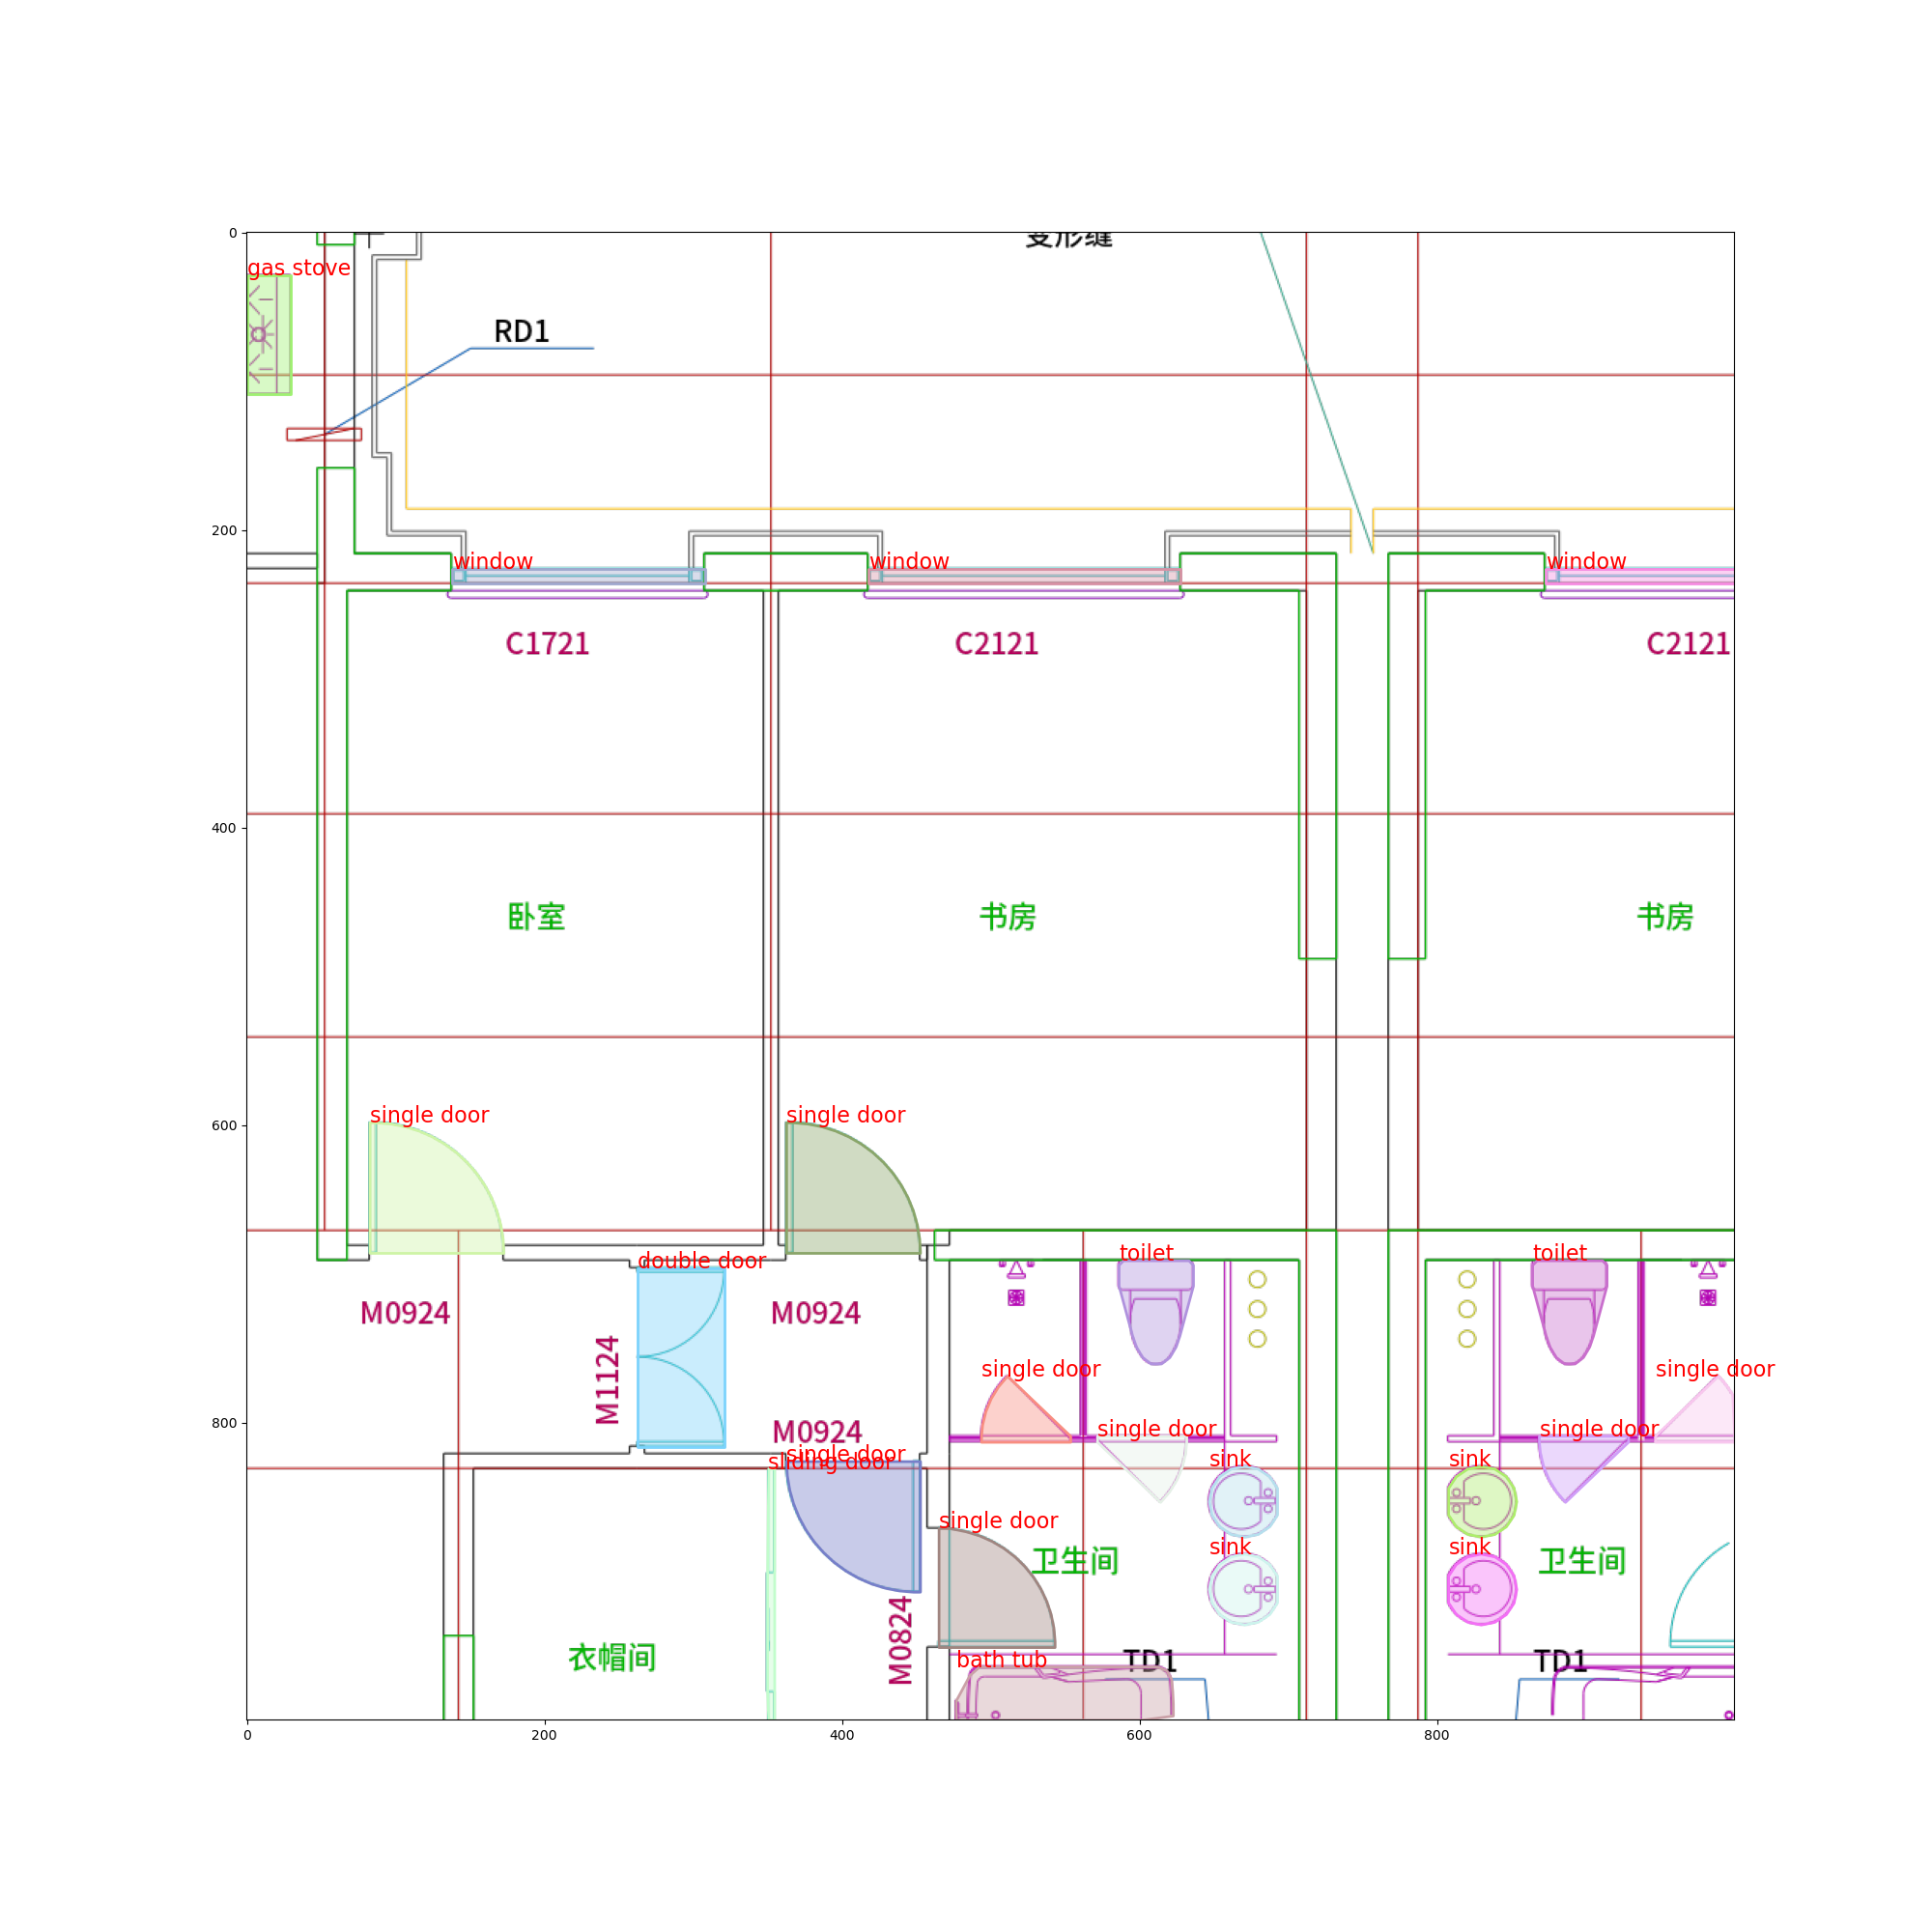 变形缝
0
gas stove
RD1
200
window
window
window
C1721
C2121
C2121
400
卧室
书房
书房
600
single door
single door
double door
toilet
toilet
M0924
M0924
M1124
single door
single door
800
M0924
single door
single door
single door
sliding door
sink
sink
single door
sink
sink
卫生间
卫生间
M0824
衣帽间
bath tub
TD1
TD1
0
200
400
600
800